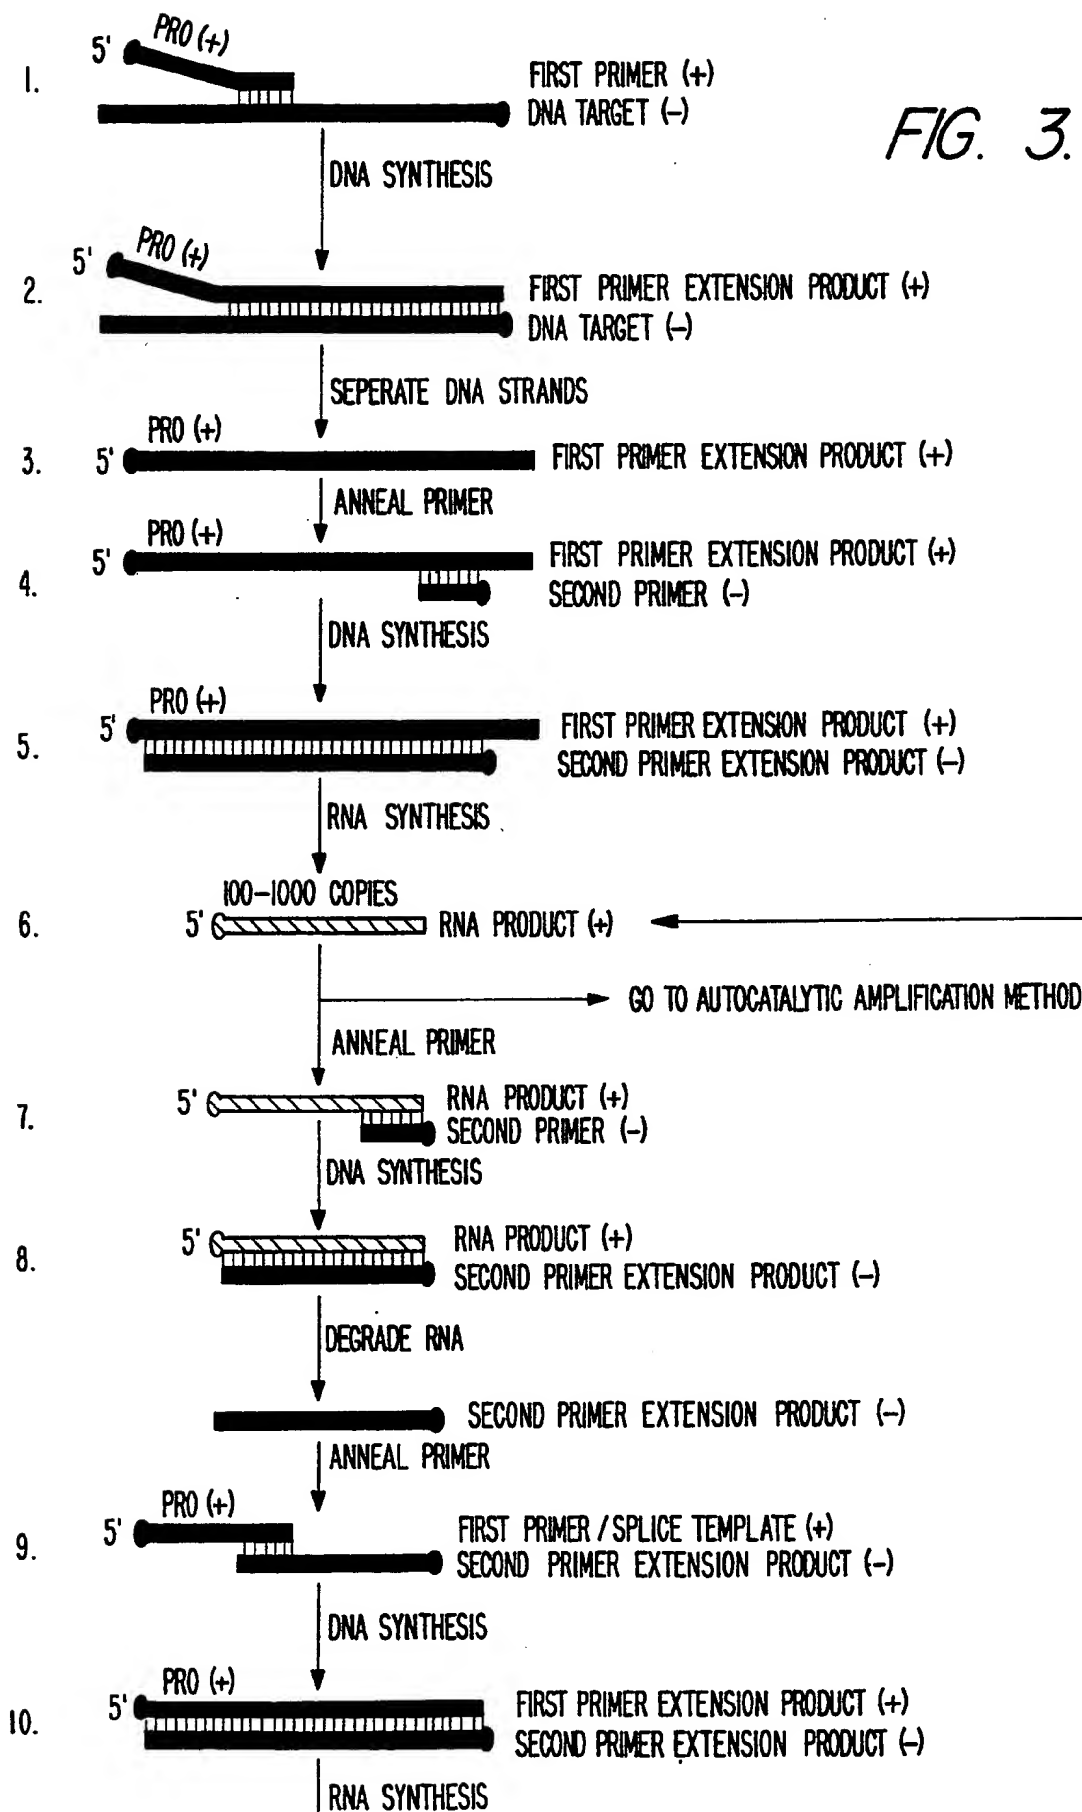 FIG. 3.
1.
5' PRO (+)
FIRST PRIMER (+)
DNA TARGET (-)
DNA SYNTHESIS
2.
5' PRO (+)
FIRST PRIMER EXTENSION PRODUCT (+)
DNA TARGET (-)
SEPERATE DNA STRANDS
3.
PRO (+)
5'
FIRST PRIMER EXTENSION PRODUCT (+)
ANNEAL PRIMER
4.
PRO (+)
5'
FIRST PRIMER EXTENSION PRODUCT (+)
SECOND PRIMER (-)
DNA SYNTHESIS
5.
PRO (+)
5'
FIRST PRIMER EXTENSION PRODUCT (+)
SECOND PRIMER EXTENSION PRODUCT (-)
RNA SYNTHESIS
100-1000 COPIES
6.
5'
RNA PRODUCT (+)
GO TO AUTOCATALYTIC AMPLIFICATION METHOD
ANNEAL PRIMER
7.
5'
RNA PRODUCT (+)
SECOND PRIMER (-)
DNA SYNTHESIS
8.
5'
RNA PRODUCT (+)
SECOND PRIMER EXTENSION PRODUCT (-)
DEGRADE RNA
SECOND PRIMER EXTENSION PRODUCT (-)
ANNEAL PRIMER
9.
PRO (+)
5'
FIRST PRIMER / SPLICE TEMPLATE (+)
SECOND PRIMER EXTENSION PRODUCT (-)
DNA SYNTHESIS
10.
PRO (+)
5'
FIRST PRIMER EXTENSION PRODUCT (+)
SECOND PRIMER EXTENSION PRODUCT (-)
RNA SYNTHESIS